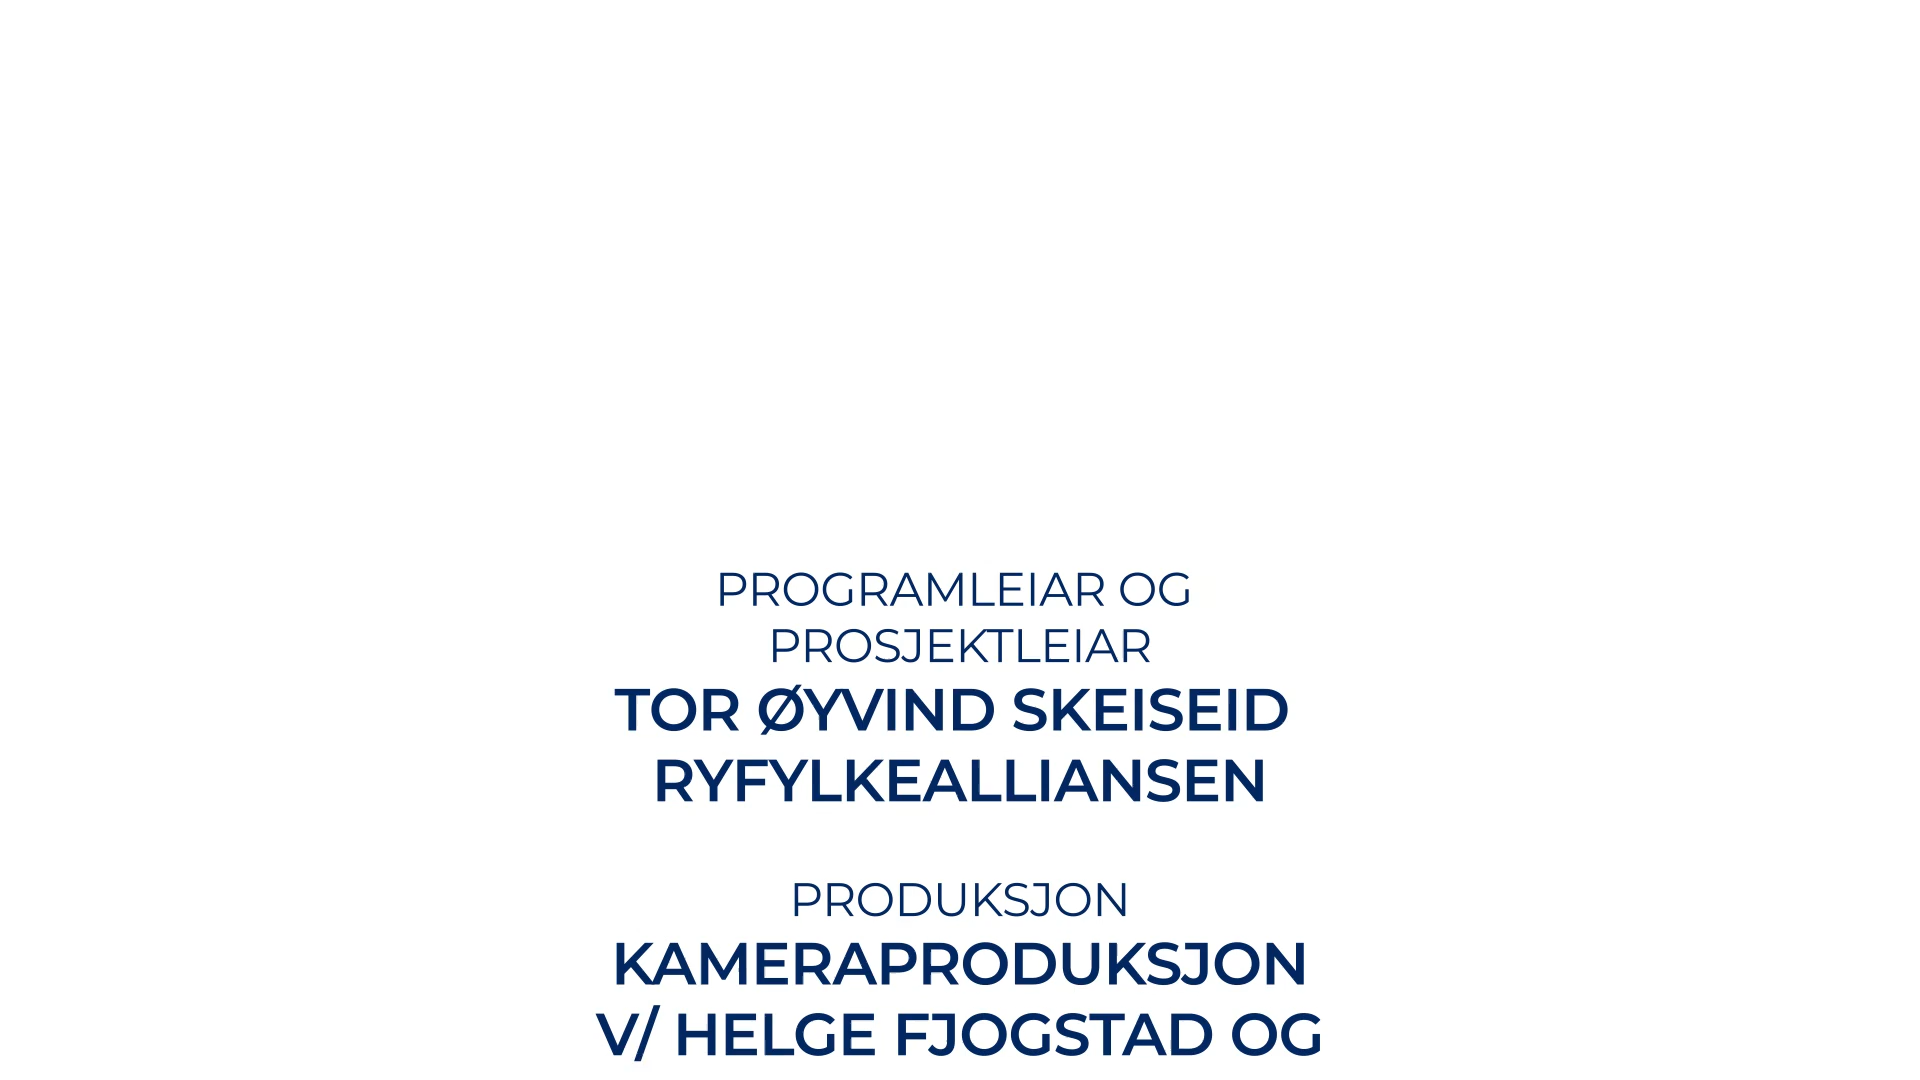 PROGRAMLEIAR OG
PROSJEKTLEIAR
TOR ØYVIND SKEISEID
RYFYLKEALLIANSEN
PRODUKSJON
KAMERAPRODUKSJON
V/ HELGE FJOGSTAD OG